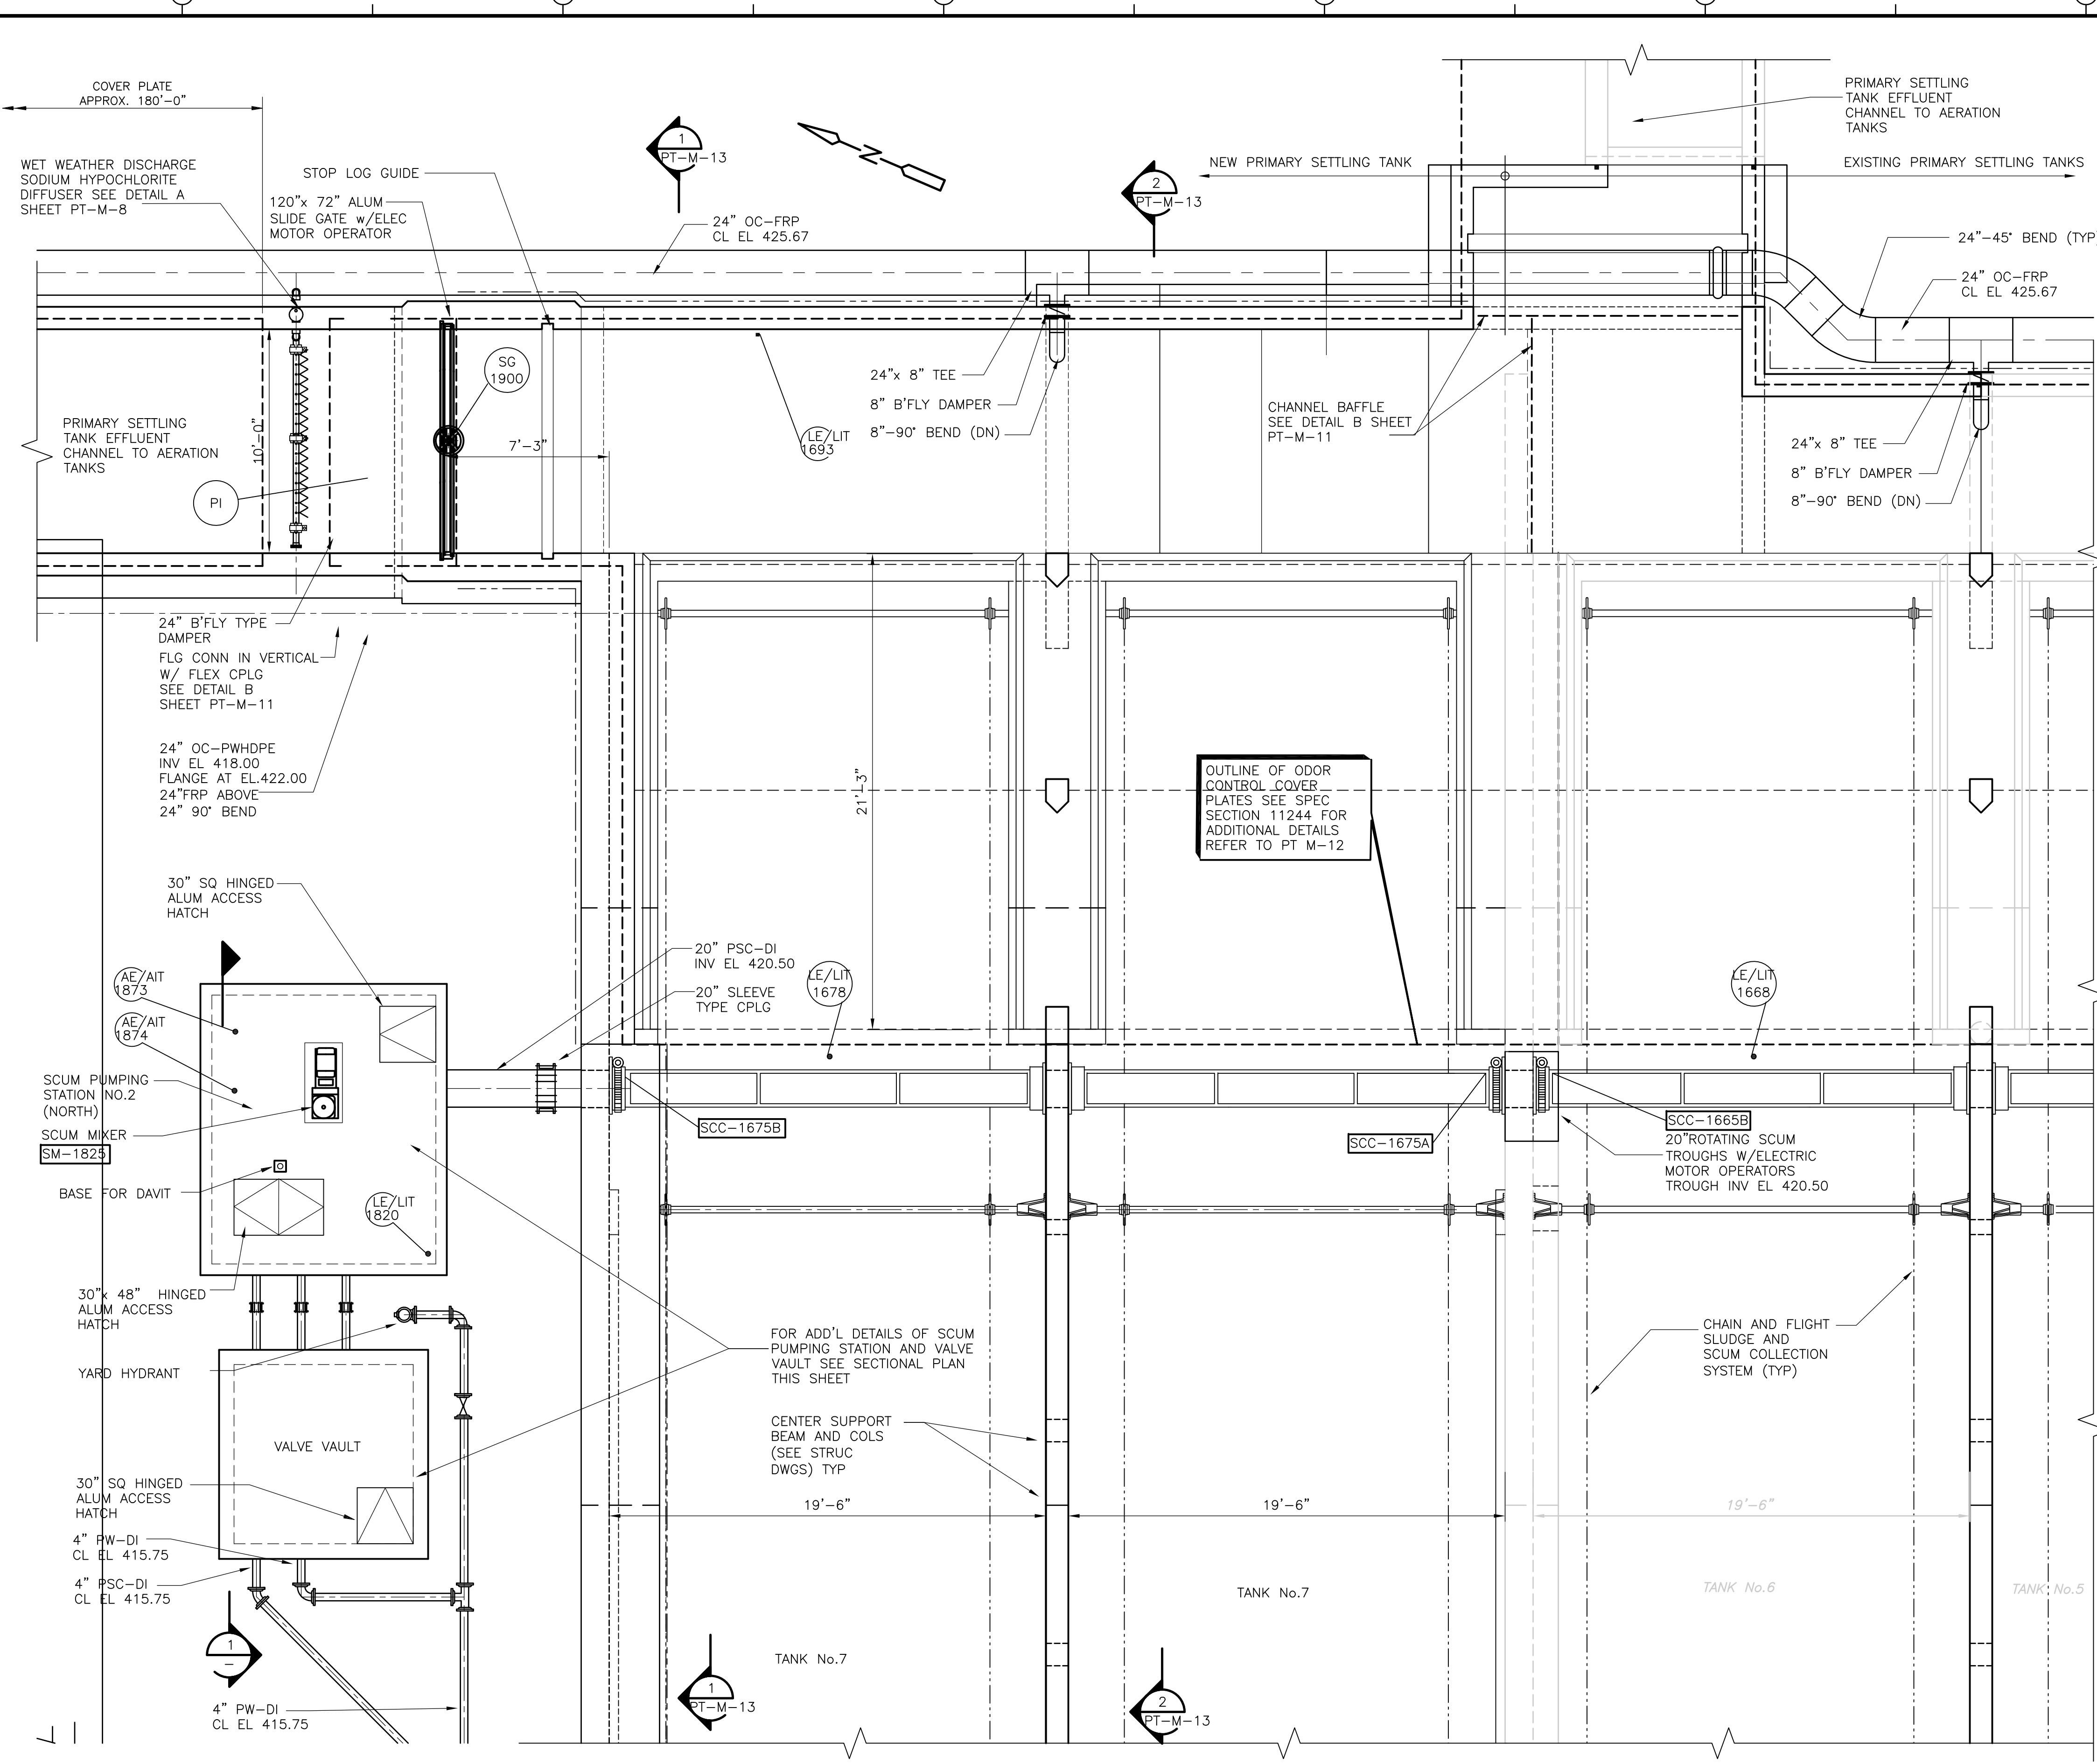 COVER PLATE
APPROX. 180'-0"
WET WEATHER DISCHARGE
SODIUM HYPOCHLORITE
DIFFUSER SEE DETAIL A
SHEET PT-M-8
STOP LOG GUIDE
120"x 72" ALUM
SLIDE GATE w/ELEC
MOTOR OPERATOR
1
PT-M-13
24" OC-FRP
CL EL 425.67
N
2
PT-M-13
NEW PRIMARY SETTLING TANK
EXISTING PRIMARY SETTLING TANKS
PRIMARY SETTLING
TANK EFFLUENT
CHANNEL TO AERATION
TANKS
24"-45° BEND (TYP
24" OC-FRP
CL EL 425.67
PRIMARY SETTLING
TANK EFFLUENT
CHANNEL TO AERATION
TANKS
10'-0"
PI
SG
1900
7'-3"
LE/LIT
1693
24"x 8" TEE
8" B'FLY DAMPER
8"-90° BEND (DN)
CHANNEL BAFFLE
SEE DETAIL B SHEET
PT-M-11
24"x 8" TEE
8" B'FLY DAMPER
8"-90° BEND (DN)
24" B'FLY TYPE
DAMPER
FLG CONN IN VERTICAL
W/ FLEX CPLG
SEE DETAIL B
SHEET PT-M-11
24" OC-PWHDPE
INV EL 418.00
FLANGE AT EL.422.00
24"FRP ABOVE
24" 90° BEND
21'-3"
OUTLINE OF ODOR
CONTROL COVER
PLATES SEE SPEC
SECTION 11244 FOR
ADDITIONAL DETAILS
REFER TO PT M-12
30" SQ HINGED
ALUM ACCESS
HATCH
20" PSC-DI
INV EL 420.50
20" SLEEVE
TYPE CPLG
LE/LIT
1678
LE/LIT
1668
AE/AIT
1873
AE/AIT
1874
SCUM PUMPING
STATION NO.2
(NORTH)
SCUM MIXER
SM-1825
BASE FOR DAVIT
LE/LIT
1820
SCC-1675B
SCC-1675A
SCC-1665B
20"ROTATING SCUM
TROUGHS W/ELECTRIC
MOTOR OPERATORS
TROUGH INV EL 420.50
30"x 48" HINGED
ALUM ACCESS
HATCH
YARD HYDRANT
FOR ADD'L DETAILS OF SCUM
PUMPING STATION AND VALVE
VAULT SEE SECTIONAL PLAN
THIS SHEET
CHAIN AND FLIGHT
SLUDGE AND
SCUM COLLECTION
SYSTEM (TYP)
VALVE VAULT
CENTER SUPPORT
BEAM AND COLS
(SEE STRUC
DWGS) TYP
30" SQ HINGED
ALUM ACCESS
HATCH
19'-6"
19'-6"
19'-6"
4" PW-DI
CL EL 415.75
4" PSC-DI
CL EL 415.75
TANK No.7
TANK No.6
TANK No.5
1
–
TANK No.7
1
PT-M-13
2
PT-M-13
4" PW-DI
CL EL 415.75